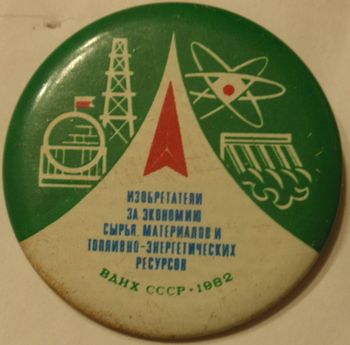 ИЗОБРЕТАТЕЛИ
ЗА ЭКОНОМИЮ
СЫРЬЯ, МАТЕРИАЛОВ И
ТОПЛИВНО-ЭНЕРГЕТИЧЕСКИХ
РЕСУРСОВ
ВДНХ СССР • 1982